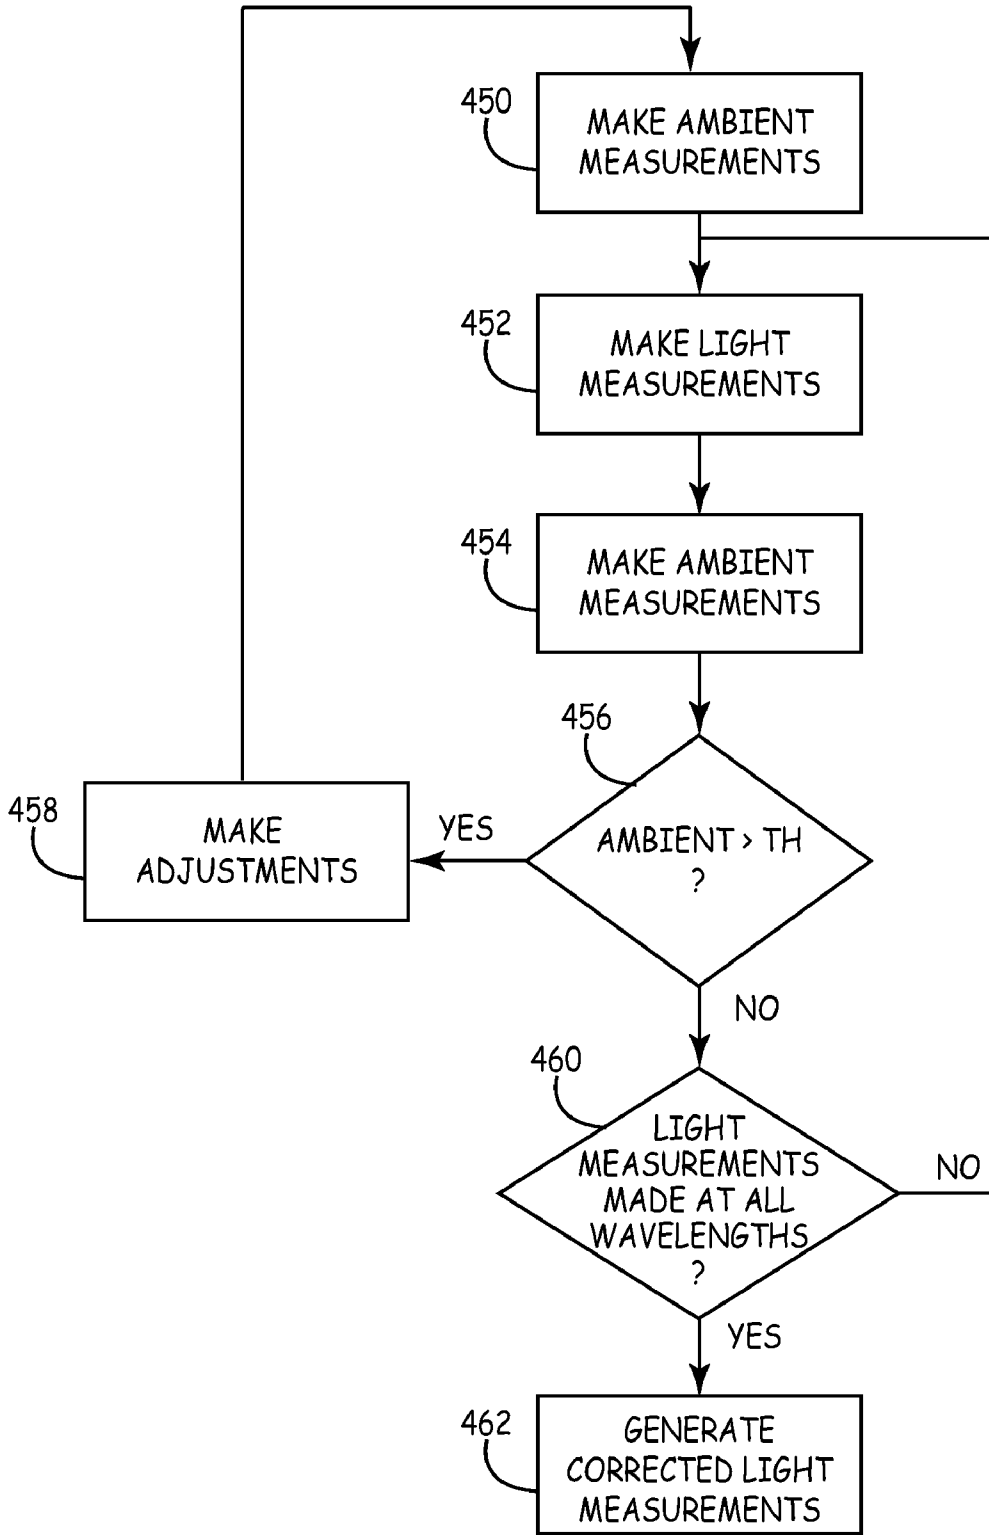 450
MAKE AMBIENT
MEASUREMENTS
452
MAKE LIGHT
MEASUREMENTS
454
MAKE AMBIENT
MEASUREMENTS
456
AMBIENT > TH
?
YES
458
MAKE
ADJUSTMENTS
NO
460
LIGHT
MEASUREMENTS
MADE AT ALL
WAVELENGTHS
?
NO
YES
462
GENERATE
CORRECTED LIGHT
MEASUREMENTS